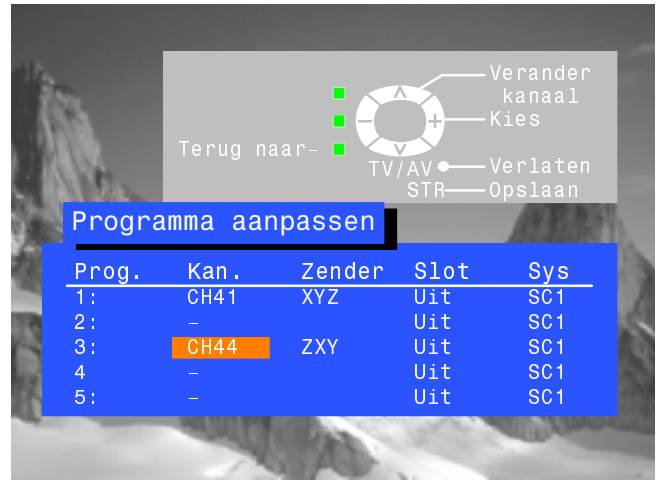 Verander
kanaal
Kies
Terug naar-
TV/AV Verlaten
STR Opslaan
Programma aanpassen
Prog. Kan. Zender Slot Sys
1: CH41 XYZ Uit SC1
2: - Uit SC1
3: CH44 ZXY Uit SC1
4 - Uit SC1
5: - Uit SC1